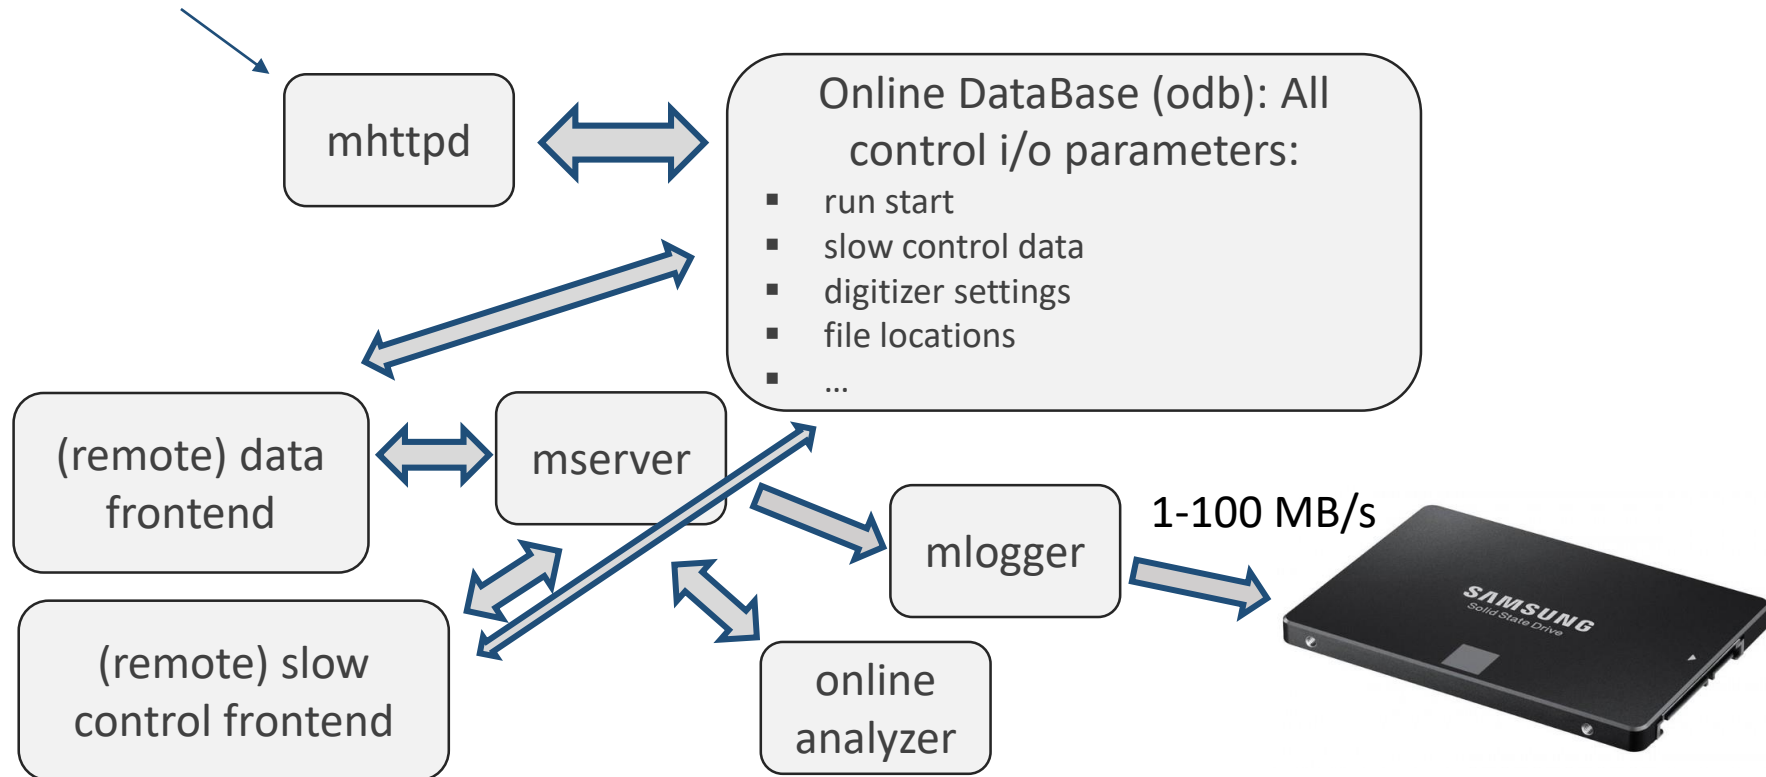 mhttpd
Online DataBase (odb): All
control i/o parameters:
▪ run start
▪ slow control data
▪ digitizer settings
▪ file locations
▪ …
(remote) data
frontend
mserver
mlogger
1-100 MB/s
SAMSUNG
Solid State Drive
(remote) slow
control frontend
online
analyzer